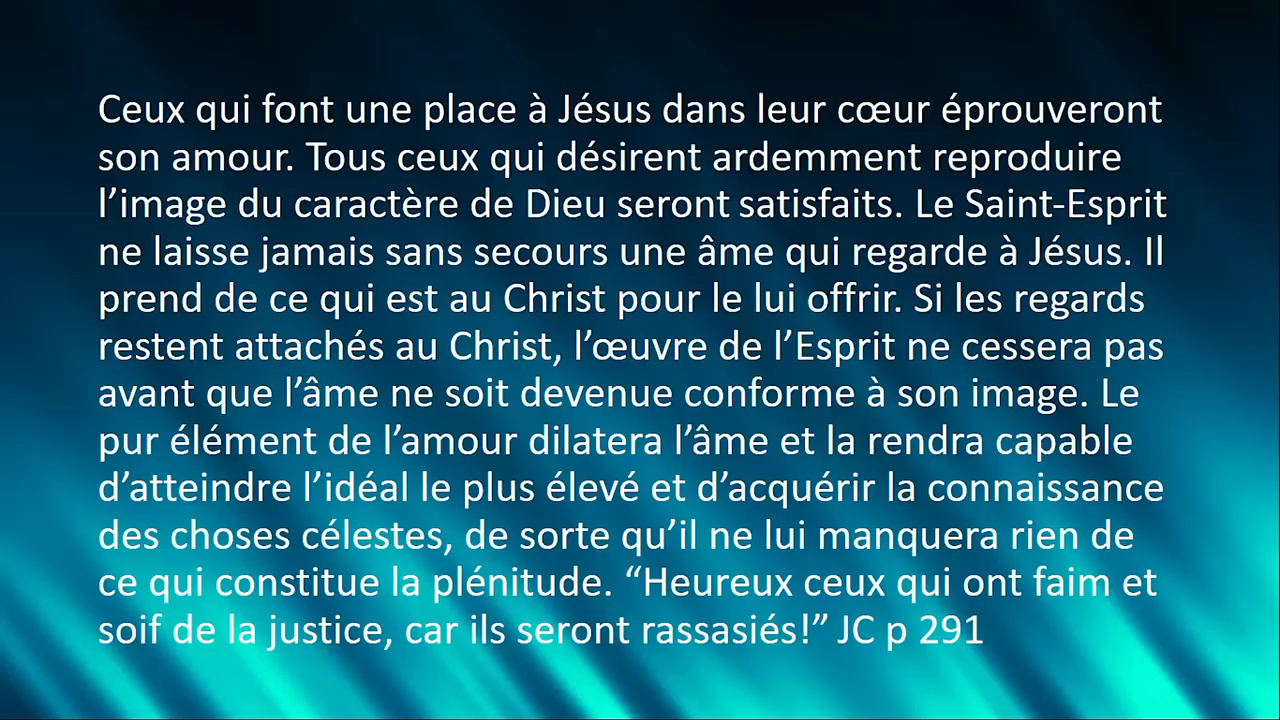 Ceux qui font une place à Jésus dans leur cœur éprouveront
son amour. Tous ceux qui désirent ardemment reproduire
l’image du caractère de Dieu seront satisfaits. Le Saint-Esprit
ne laisse jamais sans secours une âme qui regarde à Jésus. Il
prend de ce qui est au Christ pour le lui offrir. Si les regards
restent attachés au Christ, l’œuvre de l’Esprit ne cessera pas
avant que l’âme ne soit devenue conforme à son image. Le
pur élément de l’amour dilatera l’âme et la rendra capable
d’atteindre l’idéal le plus élevé et d’acquérir la connaissance
des choses célestes, de sorte qu’il ne lui manquera rien de
ce qui constitue la plénitude. “Heureux ceux qui ont faim et
soif de la justice, car ils seront rassasiés!” JC p 291